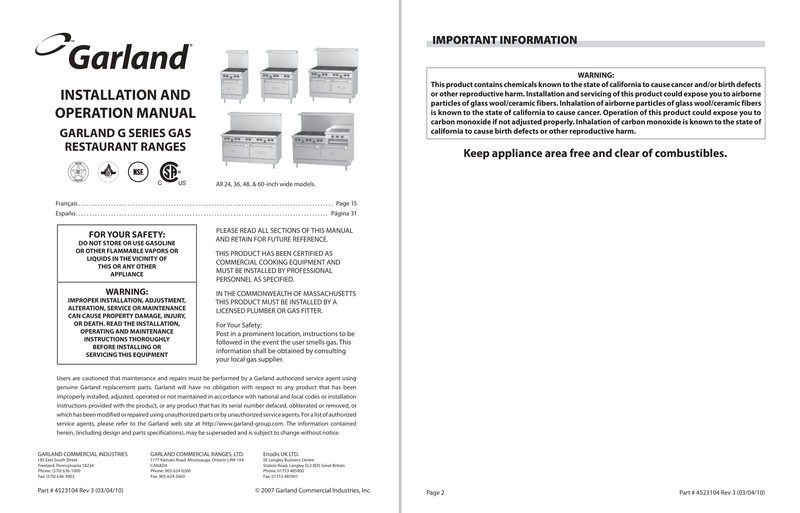 Garland
INSTALLATION AND
OPERATION MANUAL
GARLAND G SERIES GAS
RESTAURANT RANGES
NSF.
C US
All 24, 36, 48, & 60-inch wide models.
Français . . . . . . . . . . Page 15
Españo . . . . . . . . . . Página 31
FOR YOUR SAFETY:
DO NOT STORE OR USE GASOLINE
OR OTHER FLAMMABLE VAPORS OR
LIQUIDS IN THE VICINITY OF
THIS OR ANY OTHER
APPLIANCE
WARNING:
IMPROPER INSTALLATION, ADJUSTMENT,
ALTERATION, SERVICE OR MAINTENANCE
CAN CAUSE PROPERTY DAMAGE, INJURY,
OR DEATH. READ THE INSTALLATION,
OPERATING AND MAINTENANCE
INSTRUCTIONS THOROUGHLY
BEFORE INSTALLING OR
SERVICING THIS EQUIPMENT
PLEASE READ ALL SECTIONS OF THIS MANUAL
AND RETAIN FOR FUTURE REFERENCE.
THIS PRODUCT HAS BEEN CERTIFIED AS
COMMERCIAL COOKING EQUIPMENT AND
MUST BE INSTALLED BY PROFESSIONAL
PERSONNEL AS SPECIFIED.
IN THE COMMONWEALTH OF MASSACHUSETTS
THIS PRODUCT MUST BE INSTALLED BY A
LICENSED PLUMBER OR GAS FITTER.
For Your Safety:
Post in a prominent location, instructions to be
followed in the event the user smells gas. This
information shall be obtained by consulting
your local gas supplier.
Users are cautioned that maintenance and repairs must be performed by a Garland authorized service agent using
genuine Garland replacement parts. Garland will have no obligation with respect to any product that has been
improperly installed, adjusted, operated or not maintained in accordance with national and local codes or installation
instructions provided with the product, or any product that has its serial number defaced, obliterated or removed, or
which has been modified or repaired using unauthorized parts or by unauthorized service agents. For a list of authorized
service agents, please refer to the Garland web site at http://www.garland-group.com. The information contained
herein, (including design and parts specifications), may be superseded and is subject to change without notice.
GARLAND COMMERCIAL INDUSTRIES
185 East South Street
Freeland, Pennsylvania 18224
Phone: (570) 636-1000
Fax: (570) 636-3903
GARLAND COMMERCIAL RANGES, LTD.
1177 Kamato Road, Mississauga, Ontario L4W 1X4
CANADA
Phone: 905-624-0260
Fax: 905-624-5669
Enodis UK LTD.
5E Langley Business Centre
Station Road, Langley SL3 8DS Great Britain
Phone: 01753 485900
Fax: 01753 485901
Part # 4523104 Rev 3 (03/04/10)
© 2007 Garland Commercial Industries, Inc.
IMPORTANT INFORMATION
WARNING:
This product contains chemicals known to the state of california to cause cancer and/or birth defects
or other reproductive harm. Installation and servicing of this product could expose you to airborne
particles of glass wool/ceramic fibers. Inhalation of airborne particles of glass wool/ceramic fibers
is known to the state of california to cause cancer. Operation of this product could expose you to
carbon monoxide if not adjusted properly. Inhalation of carbon monoxide is known to the state of
california to cause birth defects or other reproductive harm.
Keep appliance area free and clear of combustibles.
Page 2
Part # 4523104 Rev 3 (03/04/10)